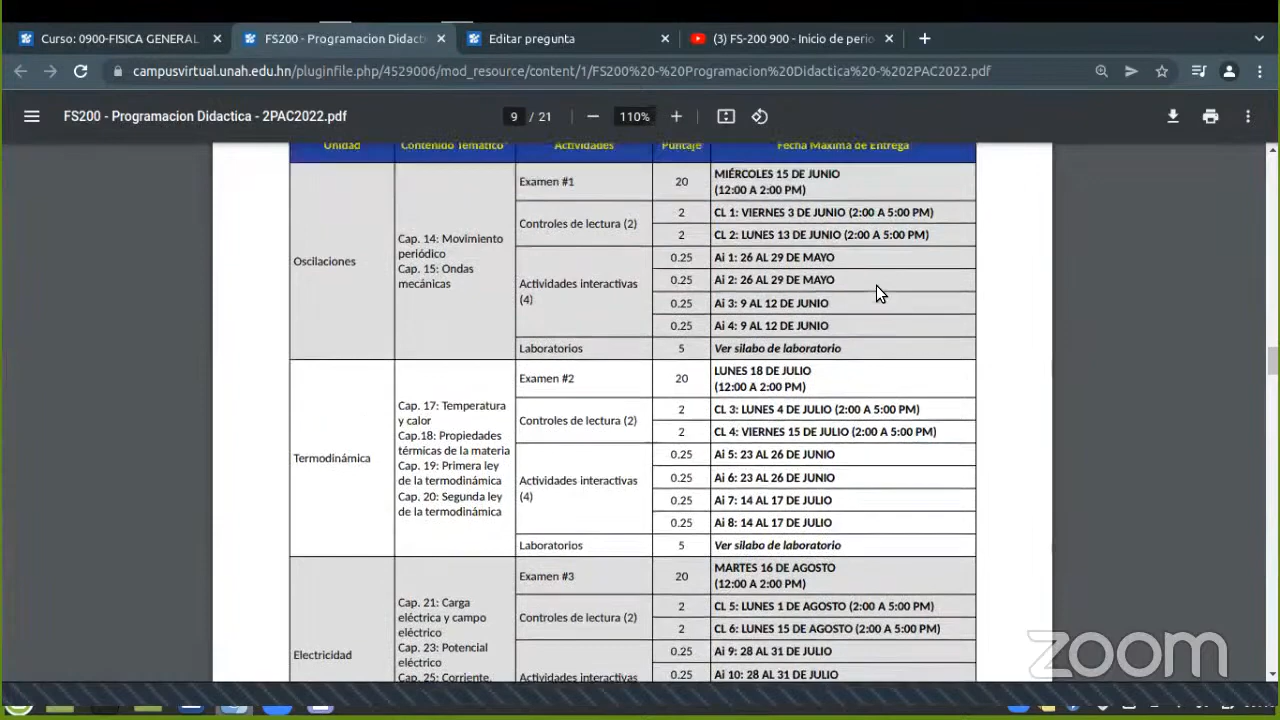 Curso: 0900-FISICA GENERAL
FS200 - Programacion Didact
Editar pregunta
(3) FS-200 900 - Inicio de perio
campusvirtual.unah.edu.hn/pluginfile.php/4529006/mod_resource/content/1/FS200%20-%20Programacion%20Didactica%20-%202PAC2022.pdf
FS200 - Programacion Didactica - 2PAC2022.pdf
9 / 21
110%
Unidad Contenido Temático Actividades Puntaje Fecha Máxima de Entrega
Oscilaciones
Cap. 14: Movimiento
periódico
Cap. 15: Ondas
mecánicas
Examen #1 20 MIÉRCOLES 15 DE JUNIO
(12:00 A 2:00 PM)
Controles de lectura (2)
2 CL 1: VIERNES 3 DE JUNIO (2:00 A 5:00 PM)
2 CL 2: LUNES 13 DE JUNIO (2:00 A 5:00 PM)
Actividades interactivas
(4)
0.25 Ai 1: 26 AL 29 DE MAYO
0.25 Ai 2: 26 AL 29 DE MAYO
0.25 Ai 3: 9 AL 12 DE JUNIO
0.25 Ai 4: 9 AL 12 DE JUNIO
Laboratorios 5 Ver silabo de laboratorio
Termodinámica
Cap. 17: Temperatura
y calor
Cap.18: Propiedades
térmicas de la materia
Cap. 19: Primera ley
de la termodinámica
Cap. 20: Segunda ley
de la termodinámica
Examen #2 20 LUNES 18 DE JULIO
(12:00 A 2:00 PM)
Controles de lectura (2)
2 CL 3: LUNES 4 DE JULIO (2:00 A 5:00 PM)
2 CL 4: VIERNES 15 DE JULIO (2:00 A 5:00 PM)
Actividades interactivas
(4)
0.25 Ai 5: 23 AL 26 DE JUNIO
0.25 Ai 6: 23 AL 26 DE JUNIO
0.25 Ai 7: 14 AL 17 DE JULIO
0.25 Ai 8: 14 AL 17 DE JULIO
Laboratorios 5 Ver silabo de laboratorio
Electricidad
Cap. 21: Carga
eléctrica y campo
eléctrico
Cap. 23: Potencial
eléctrico
Cap. 25: Corriente,
Examen #3 20 MARTES 16 DE AGOSTO
(12:00 A 2:00 PM)
Controles de lectura (2)
2 CL 5: LUNES 1 DE AGOSTO (2:00 A 5:00 PM)
2 CL 6: LUNES 15 DE AGOSTO (2:00 A 5:00 PM)
Actividades interactivas
0.25 Ai 9: 28 AL 31 DE JULIO
0.25 Ai 10: 28 AL 31 DE JULIO
zoom